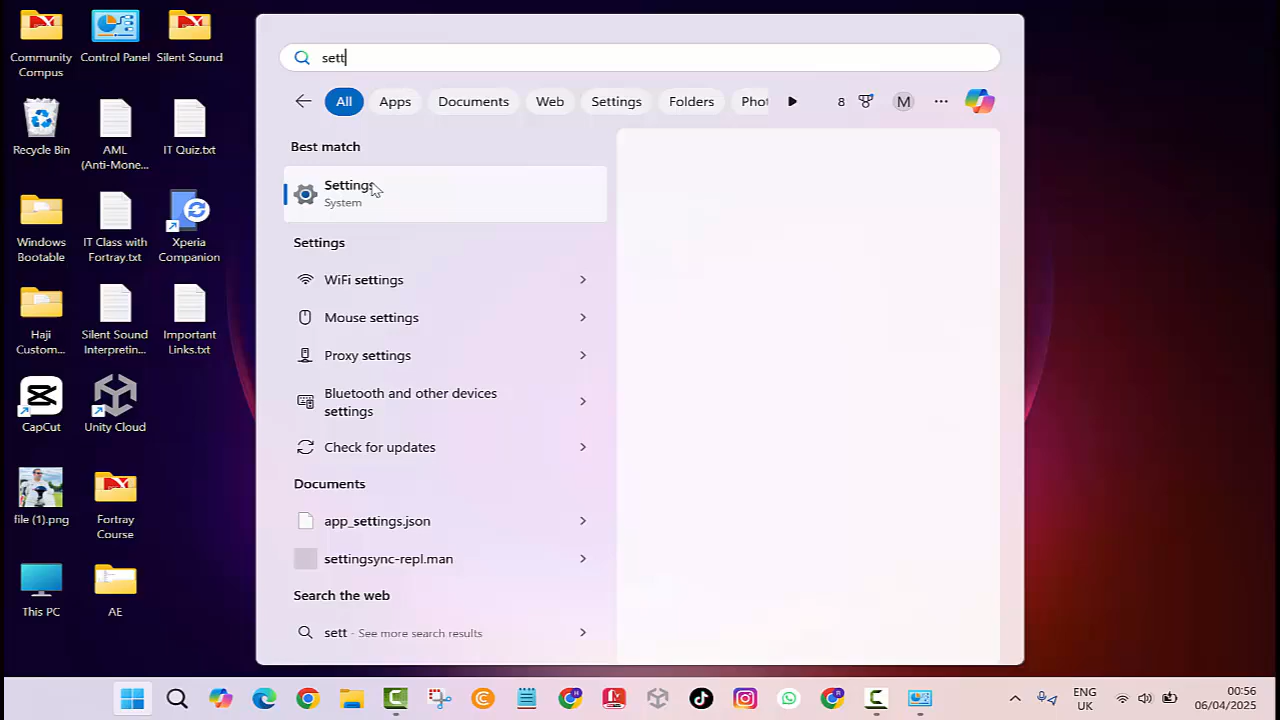 sett
All Apps Documents Web Settings Folders Phot 8 M
Best match
Settings
System
Settings
WiFi settings
Mouse settings
Proxy settings
Bluetooth and other devices
settings
Check for updates
Documents
app_settings.json
settingsync-repl.man
Search the web
sett - See more search results
Community
Compus
Control Panel
Silent Sound
Recycle Bin
AML
(Anti-Mone...
IT Quiz.txt
Windows
Bootable
IT Class with
Fortray.txt
Xperia
Companion
Haji
Custom...
Silent Sound
Interpretin...
Important
Links.txt
CapCut
Unity Cloud
file (1).png
Fortray
Course
This PC
AE
ENG
UK
00:56
06/04/2025